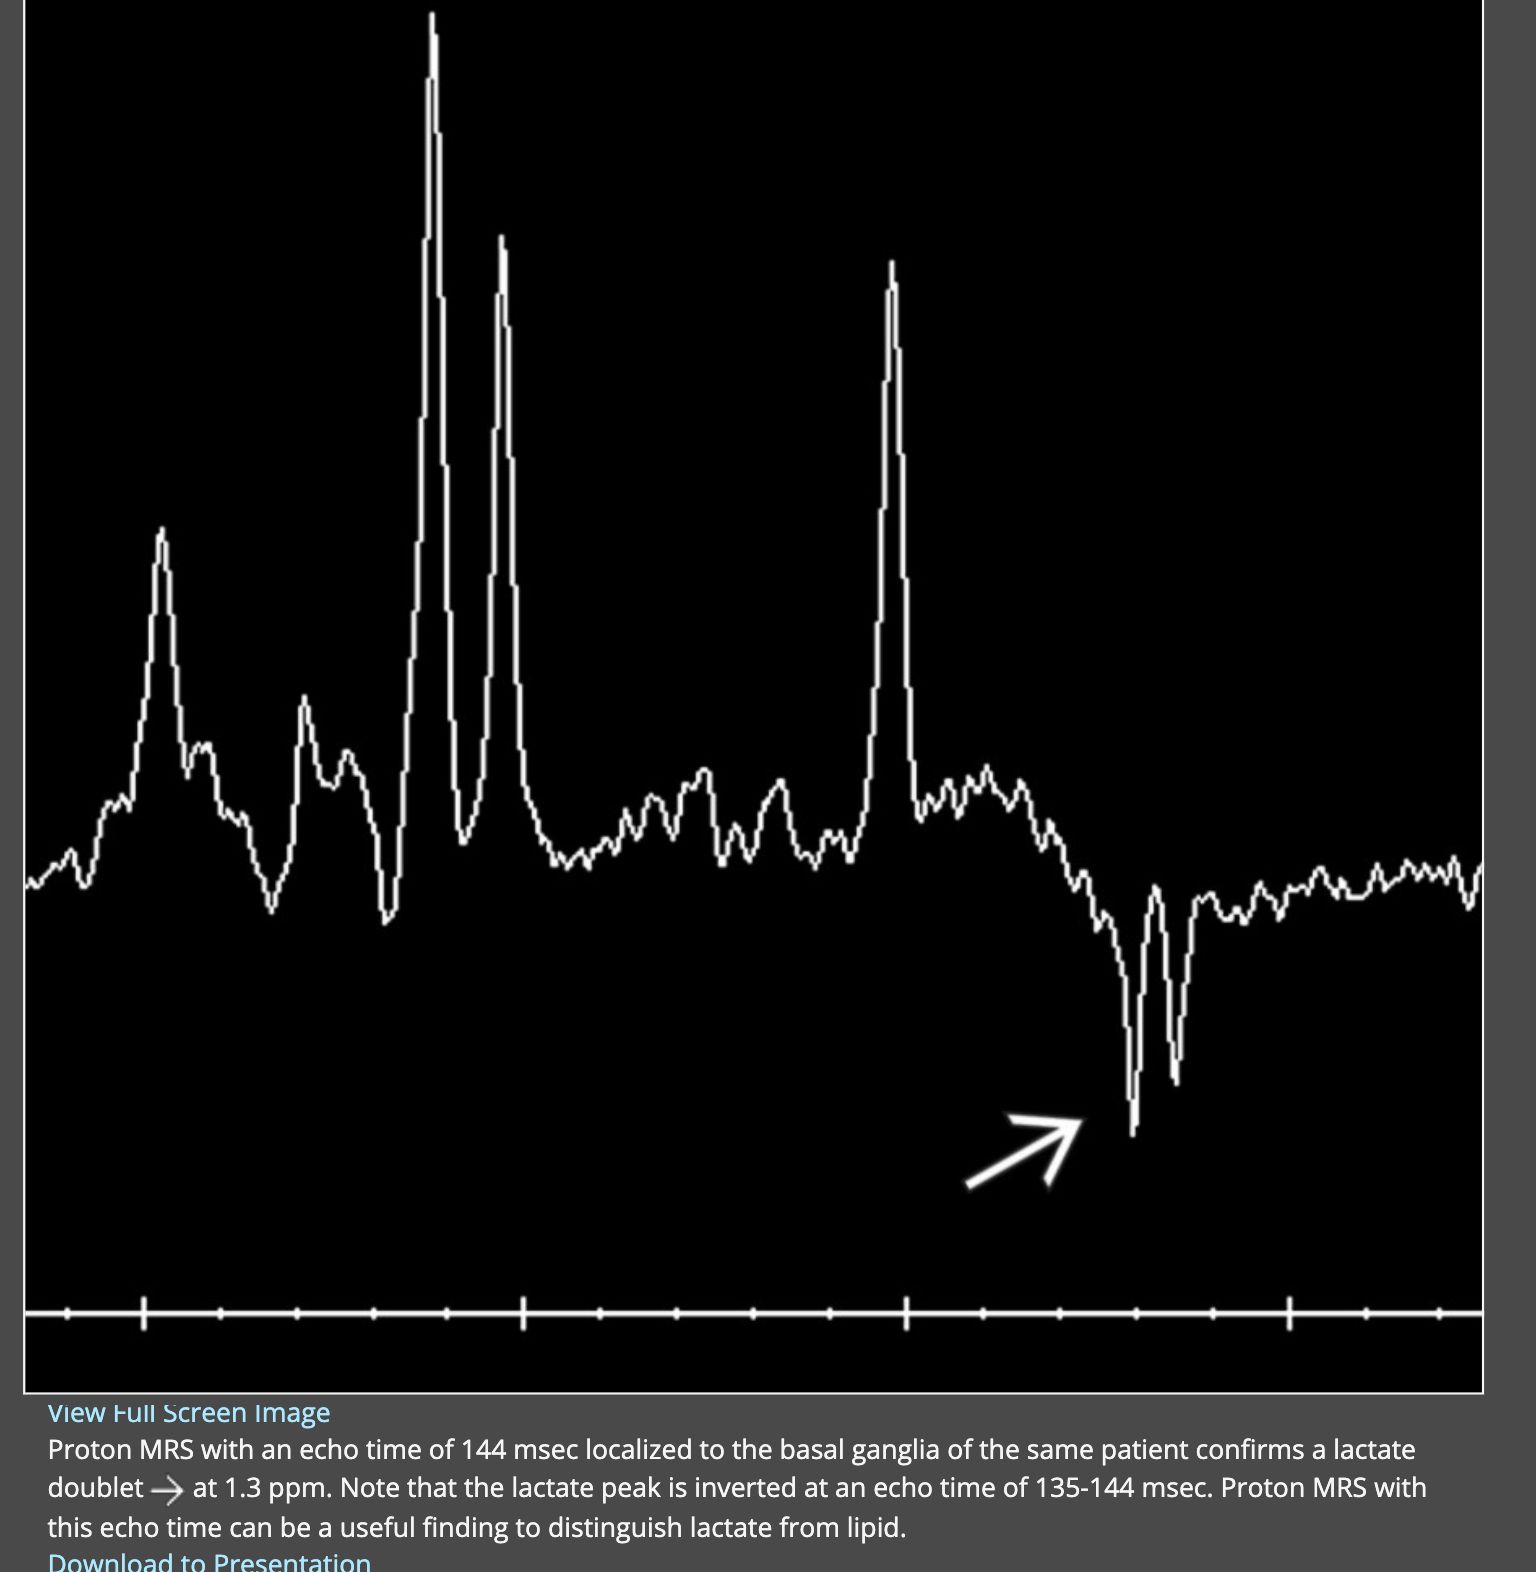 View Full Screen Image
Proton MRS with an echo time of 144 msec localized to the basal ganglia of the same patient confirms a lactate
doublet → at 1.3 ppm. Note that the lactate peak is inverted at an echo time of 135-144 msec. Proton MRS with
this echo time can be a useful finding to distinguish lactate from lipid.
Download to Presentation